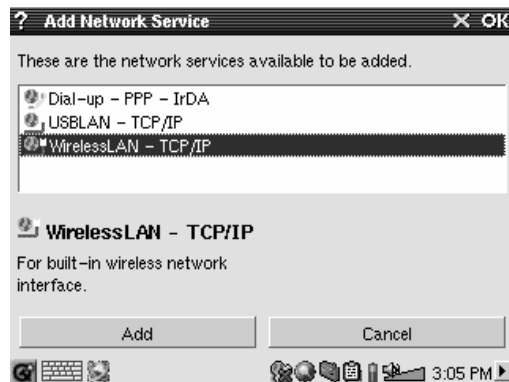 ? Add Network Service X OK
These are the network services available to be added.
Dial-up - PPP - IrDA
USBLAN - TCP/IP
WirelessLAN - TCP/IP
WirelessLAN - TCP/IP
For built-in wireless network
interface.
Add Cancel
3:05 PM